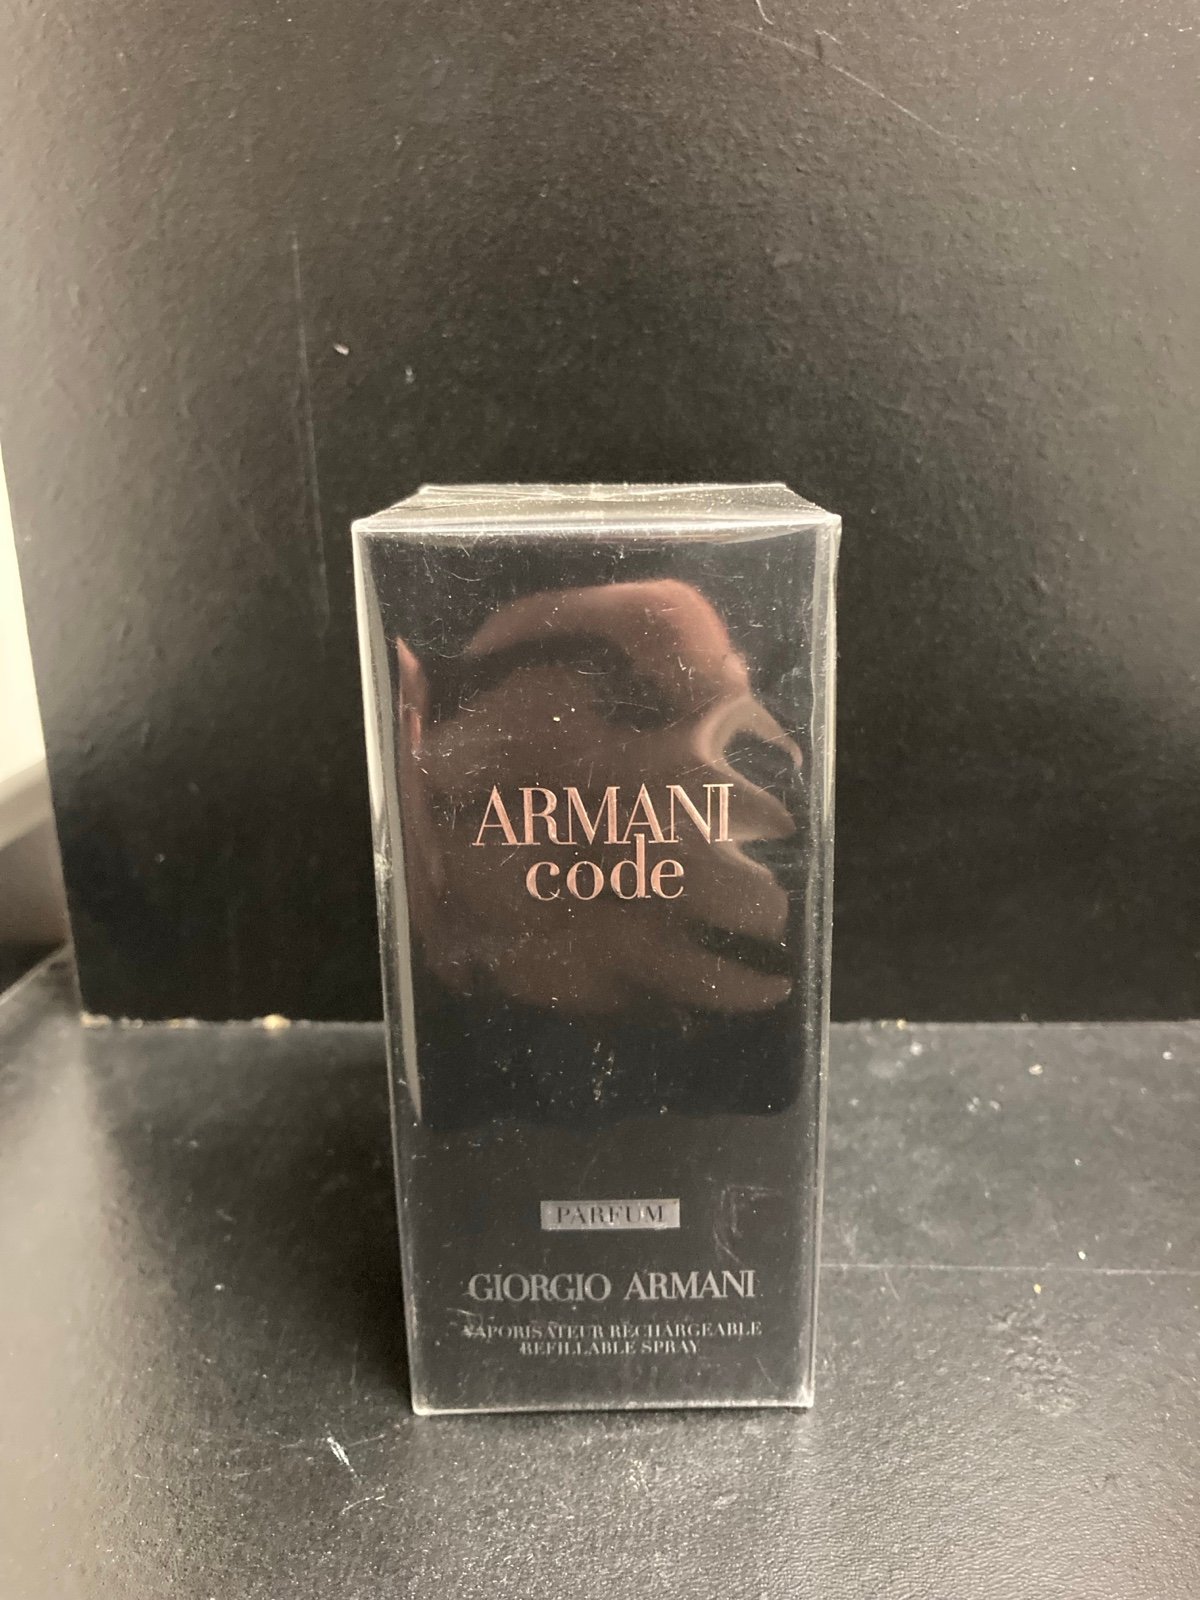 ARMANI
code
PARFUM
GIORGIO ARMANI
VAPORISATEUR RECHARGEABLE
REFILLABLE SPRAY